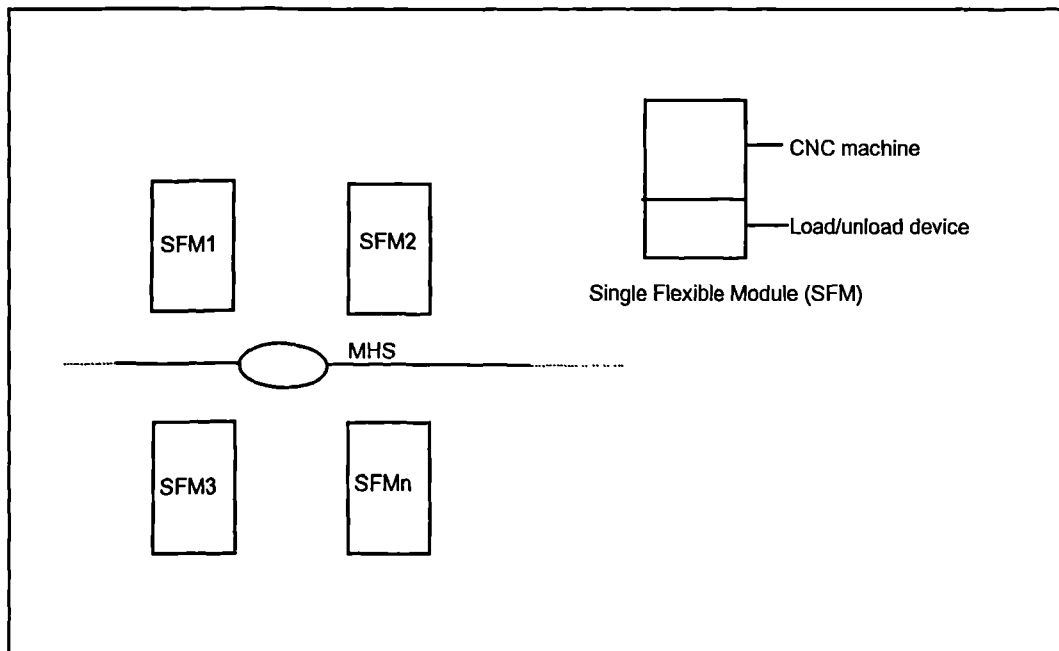 CNC machine
Load/unload device
Single Flexible Module (SFM)
SFM1
SFM2
MHS
SFM3
SFMn